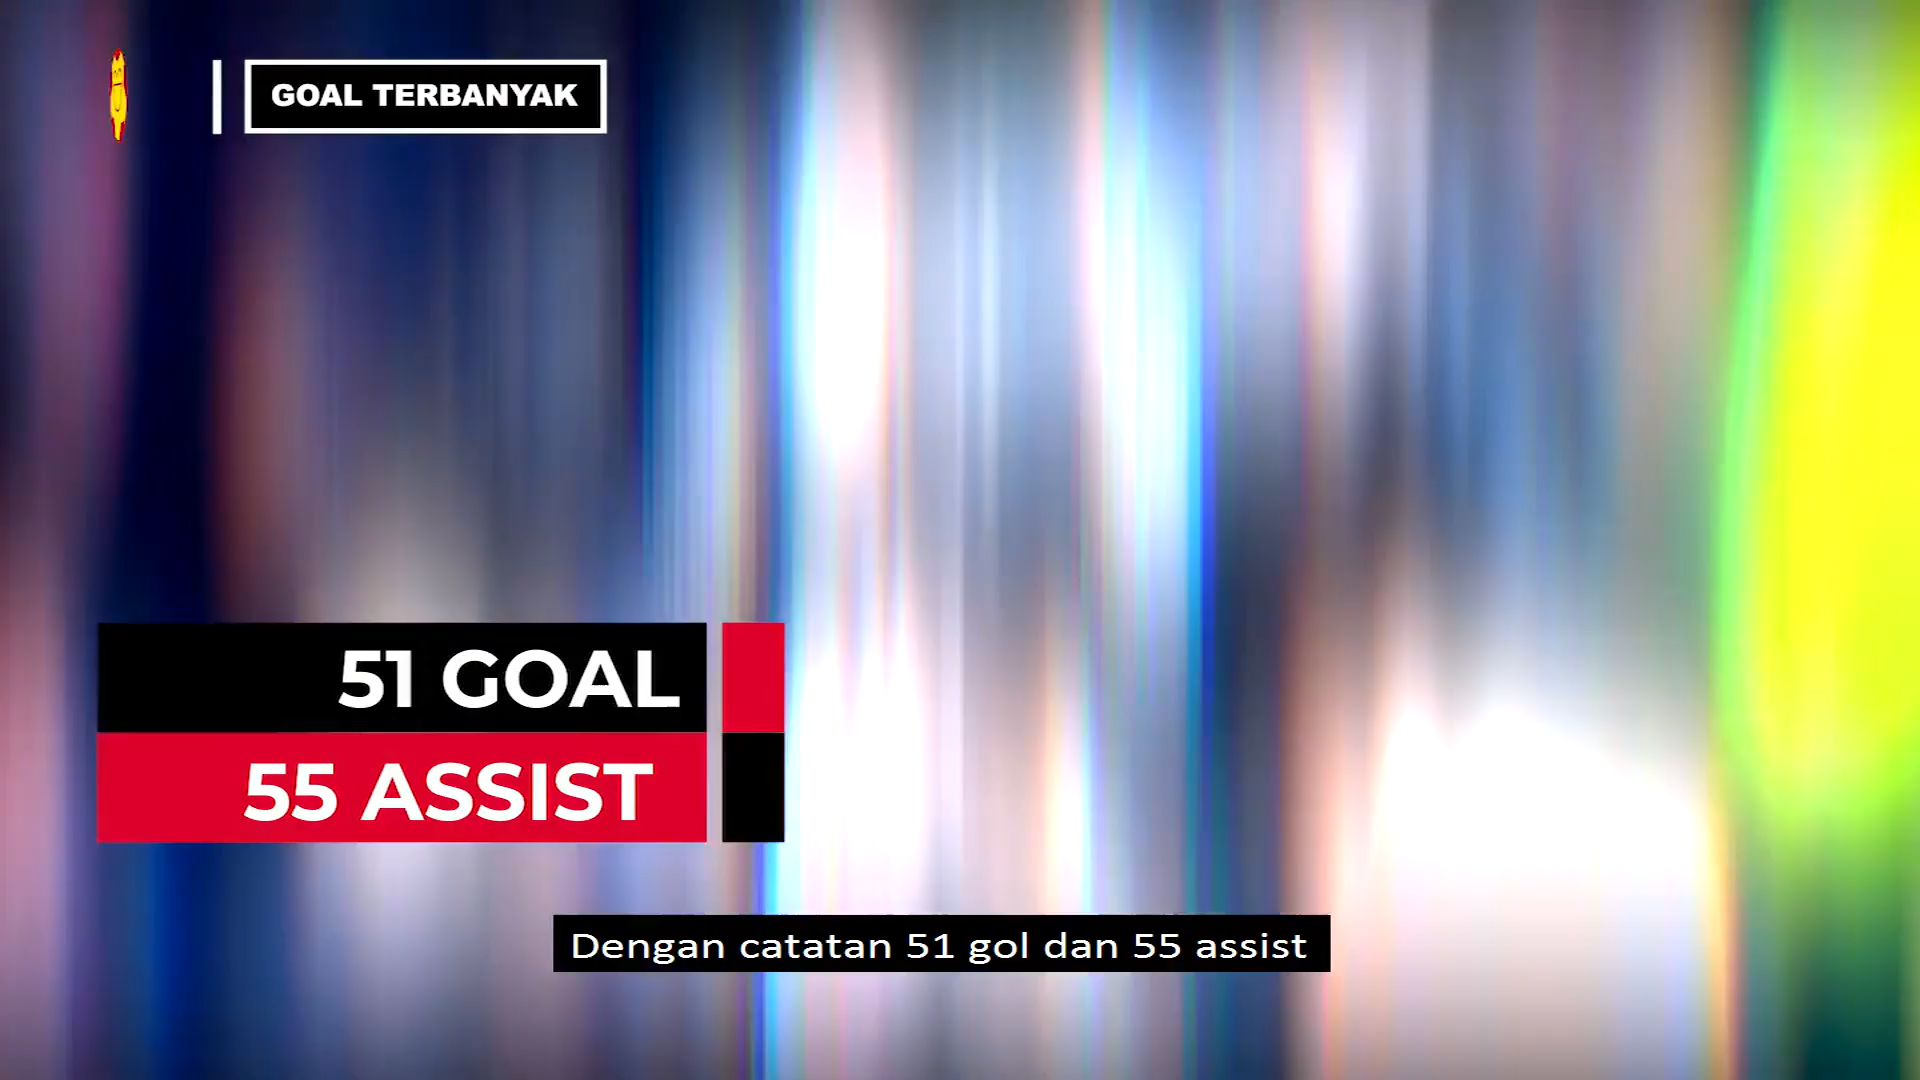 GOAL TERBANYAK
51 GOAL
55 ASSIST
Dengan catatan 51 gol dan 55 assist